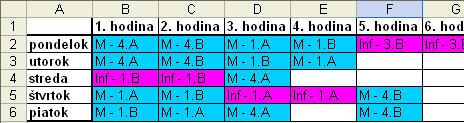 A B C D E F G
1 1. hodina 2. hodina 3. hodina 4. hodina 5. hodina 6. ho
2 pondelok M - 4.A M - 4.B M - 1.A M - 1.B Inf - 3.B Inf - 3.B
3 utorok M - 4.A M - 4.B M - 1.B M - 1.A
4 streda Inf - 1.B Inf - 1.B M - 4.B
5 štvrtok M - 1.A M - 1.B Inf - 1.A Inf - 1.A M - 4.B
6 piatok M - 1.B M - 1.A M - 4.A M - 4.B